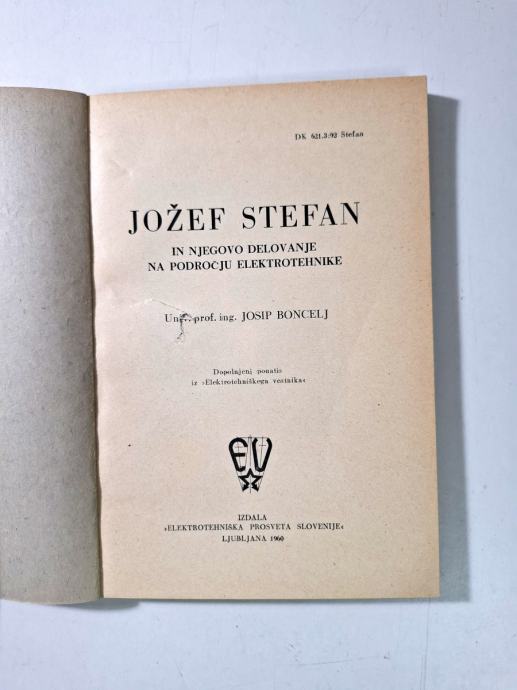 DK 621.3:92 Stefan
JOŽEF STEFAN
IN NJEGOVO DELOVANJE
NA PODROČJU ELEKTROTEHNIKE
Univ. prof. ing. JOSIP BONCELJ
Dopolnjeni ponatis
iz »Elektrotehniškega vestnika«
EV
IZDALA
»ELEKTROTEHNIŠKA PROSVETA SLOVENIJE«
LJUBLJANA 1960